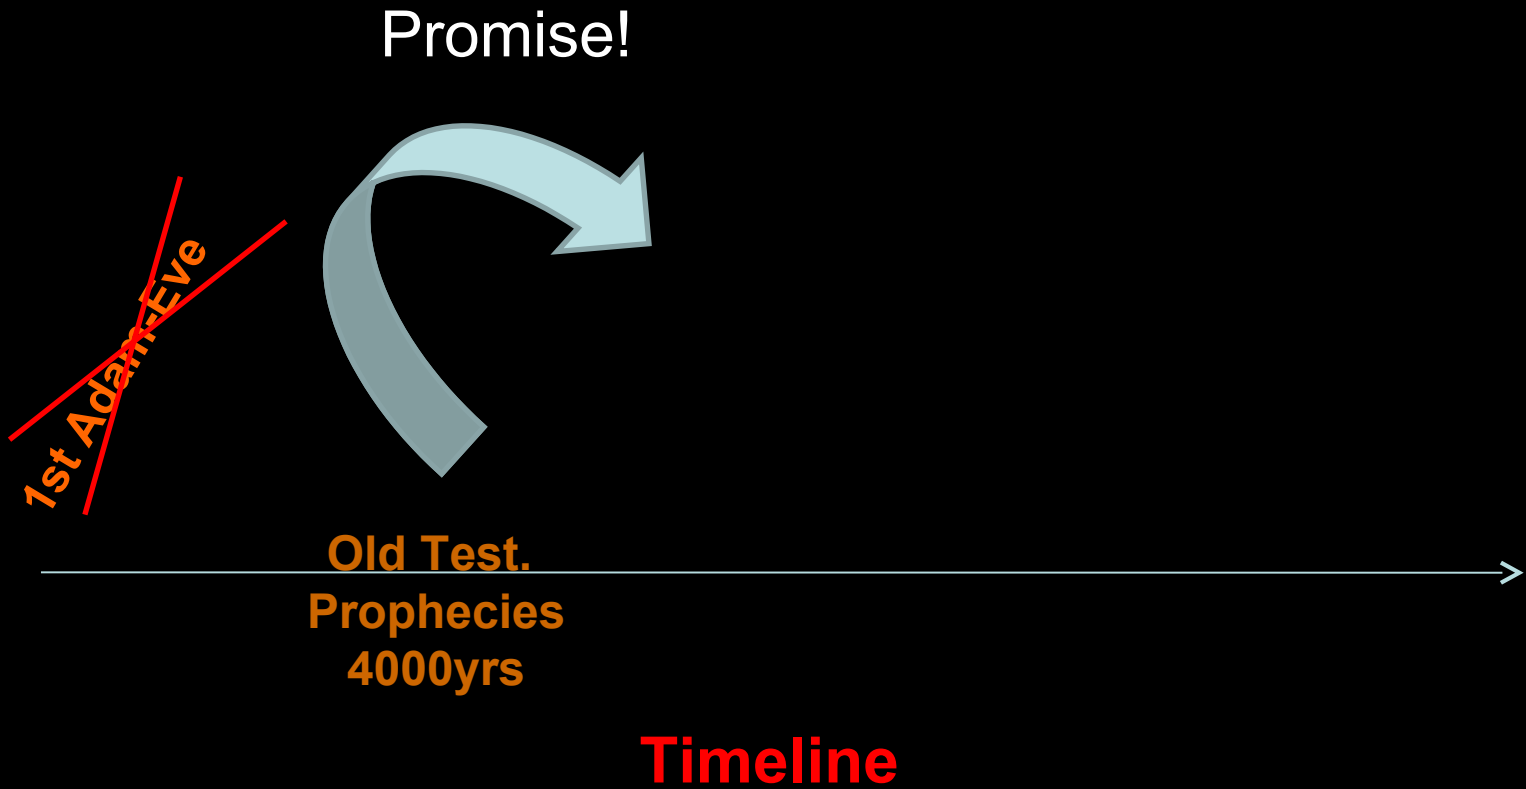 Promise!
1st Adam-Eve
Old Test.
Prophecies
4000yrs
Timeline